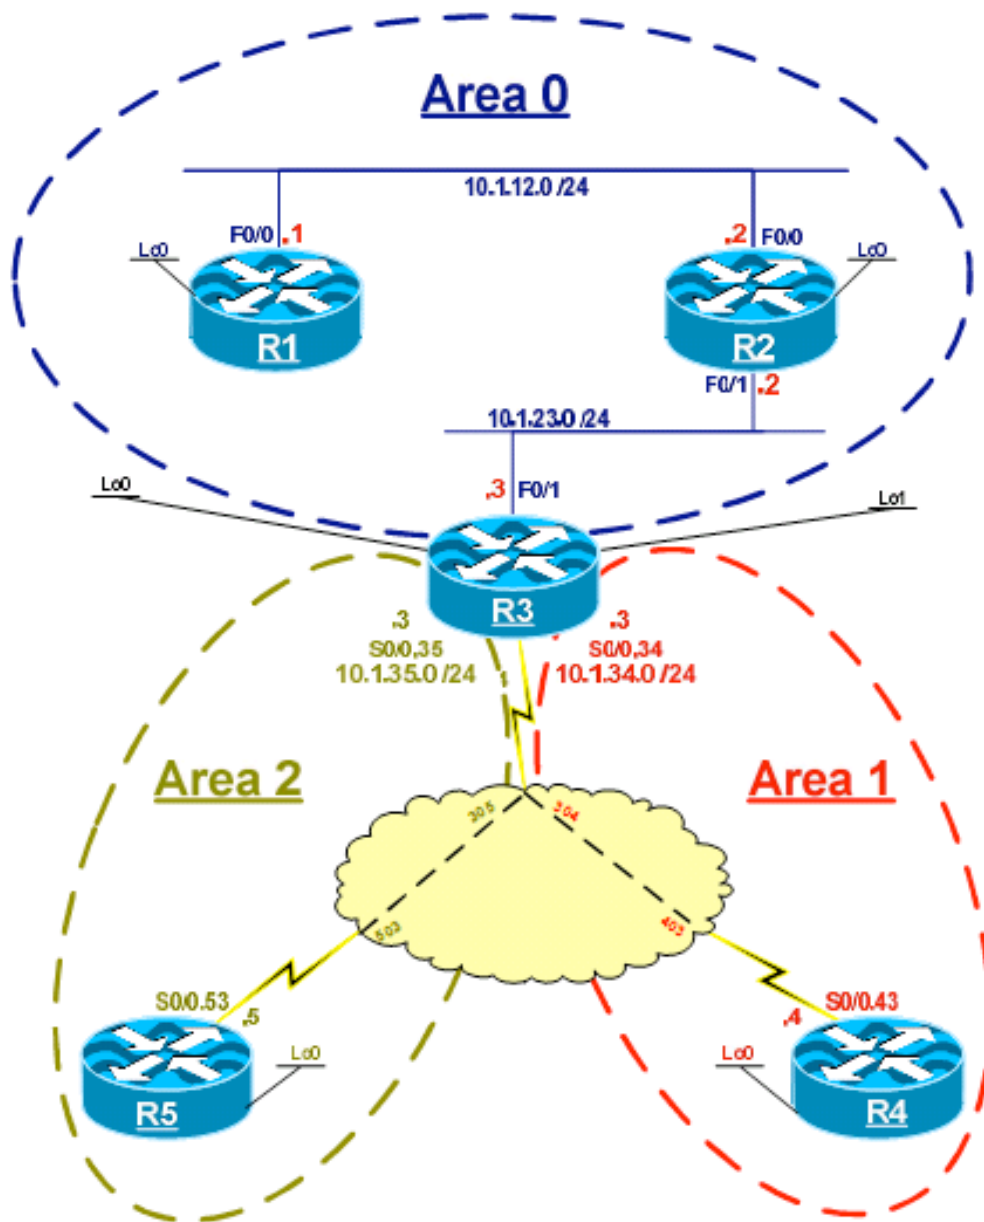 Area 0
10.1.12.0 /24
F0/0 .1
.2 F0/0
Lo0
Lo0
R1
R2
F0/1 .2
10.1.23.0 /24
Lo0
.3 F0/1
Lo1
R3
.3
S0/0.35
10.1.35.0 /24
.3
S0/0.34
10.1.34.0 /24
Area 2
Area 1
305
304
503
403
S0/0.53
.5
S0/0.43
.4
Lo0
Lo0
R5
R4